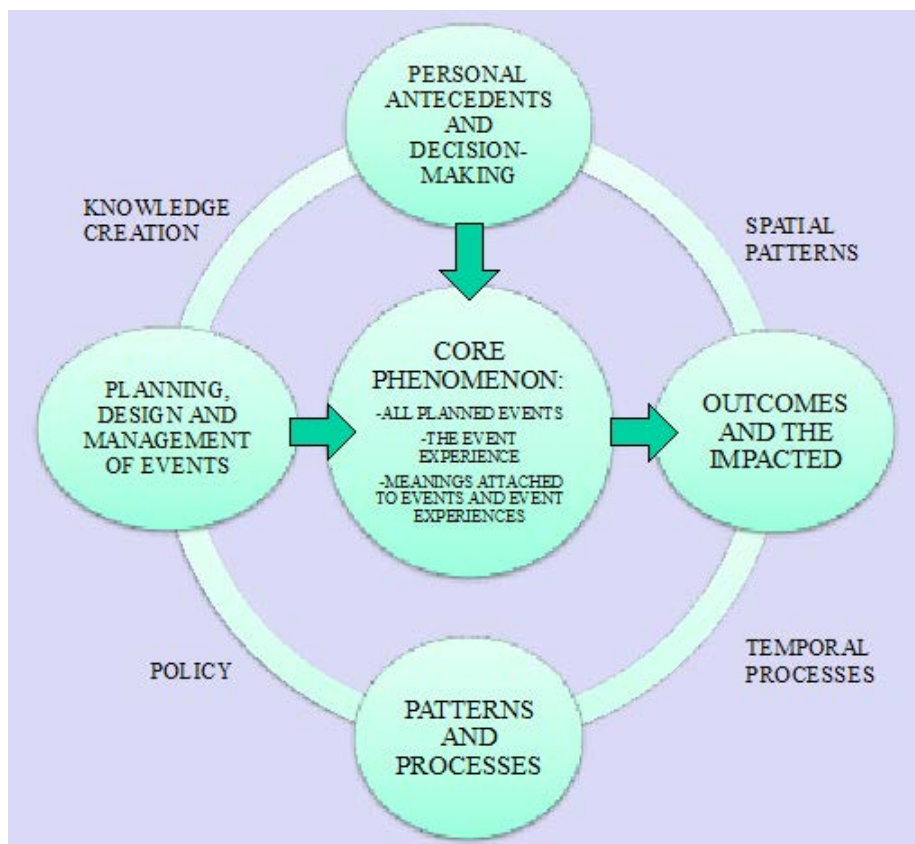 PERSONAL
ANTECEDENTS
AND
DECISION-
MAKING
KNOWLEDGE
CREATION
SPATIAL
PATTERNS
PLANNING,
DESIGN AND
MANAGEMENT
OF EVENTS
CORE
PHENOMENON:
-ALL PLANNED EVENTS
-THE EVENT
EXPERIENCE
-MEANINGS ATTACHED
TO EVENTS AND EVENT
EXPERIENCES
OUTCOMES
AND THE
IMPACTED
POLICY
TEMPORAL
PROCESSES
PATTERNS
AND
PROCESSES